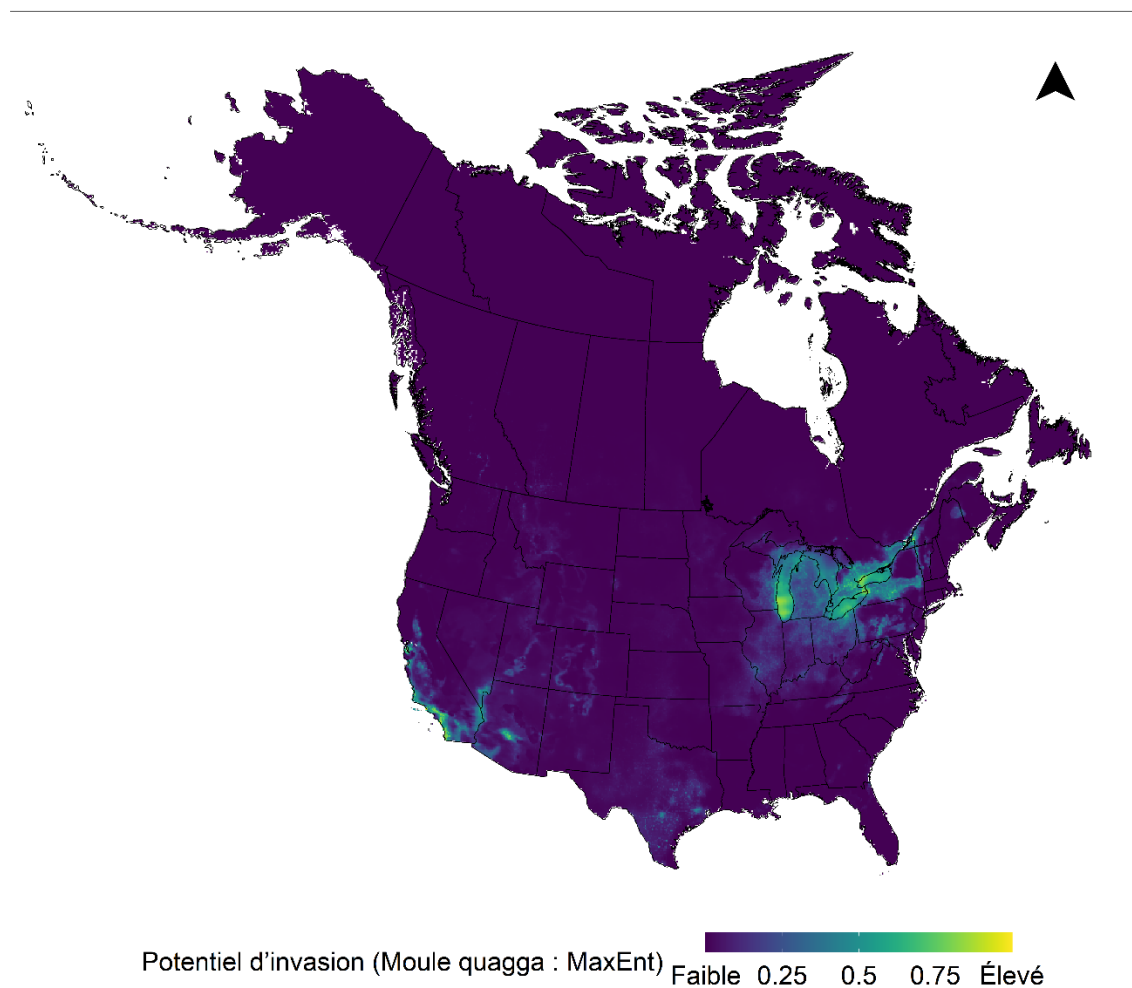 Potentiel d’invasion (Moule quagga : MaxEnt)
Faible 0.25 0.5 0.75 Élevé